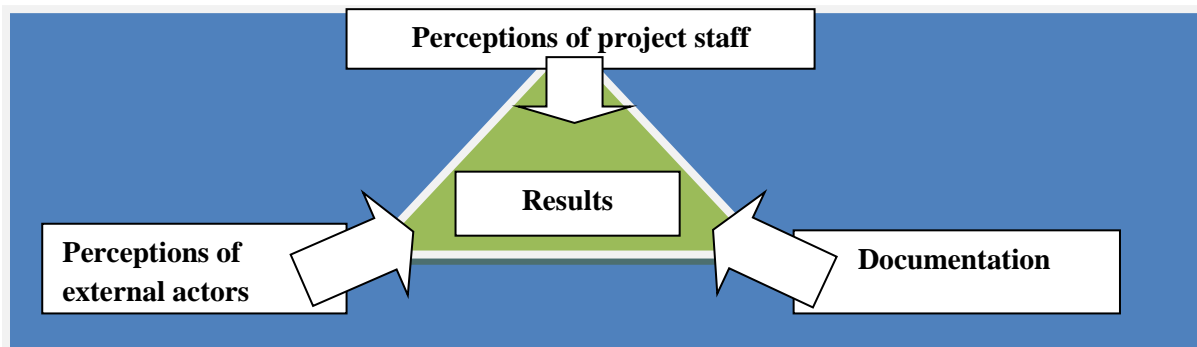 Perceptions of project staff
Results
Perceptions of
external actors
Documentation